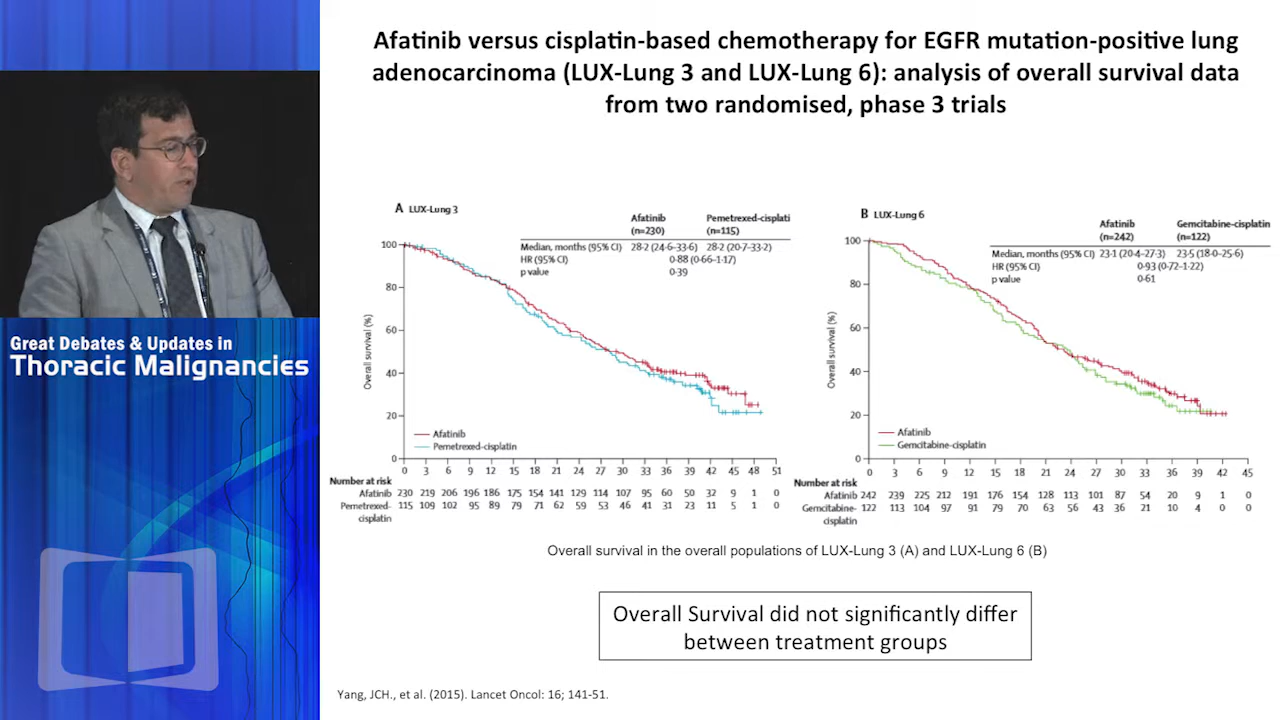 Afatinib versus cisplatin-based chemotherapy for EGFR mutation-positive lung
adenocarcinoma (LUX-Lung 3 and LUX-Lung 6): analysis of overall survival data
from two randomised, phase 3 trials
Great Debates & Updates in
Thoracic Malignancies
A LUX-Lung 3
Afatinib Pemetrexed-cisplati
(n=230) (n=115)
Median, months (95% CI) 28·2 (24·6–33·6) 28·2 (20·7–33·2)
HR (95% CI) 0·88 (0·66–1·17)
p value 0·39
Overall survival (%)
100
80
60
40
20
0
Afatinib
Pemetrexed-cisplatin
0 3 6 9 12 15 18 21 24 27 30 33 36 39 42 45 48 51
Number at risk
Afatinib 230 219 206 196 186 175 154 141 129 114 107 95 60 50 32 9 1 0
Pemetrexed- 115 109 102 95 89 79 71 62 59 53 46 41 31 23 11 5 1 0
cisplatin
B LUX-Lung 6
Afatinib Gemcitabine-cisplatin
(n=242) (n=122)
Median, months (95% CI) 23·1 (20·4–27·3) 23·5 (18·0–25·6)
HR (95% CI) 0·93 (0·72–1·22)
p value 0·61
Overall survival (%)
100
80
60
40
20
0
Afatinib
Gemcitabine-cisplatin
0 3 6 9 12 15 18 21 24 27 30 33 36 39 42 45
Number at risk
Afatinib 242 239 225 212 191 176 154 128 113 101 87 54 20 9 1 0
Gemcitabine- 122 113 104 97 91 79 70 63 56 43 36 21 10 4 0 0
cisplatin
Overall survival in the overall populations of LUX-Lung 3 (A) and LUX-Lung 6 (B)
Overall Survival did not significantly differ
between treatment groups
Yang, JCH., et al. (2015). Lancet Oncol: 16; 141-51.